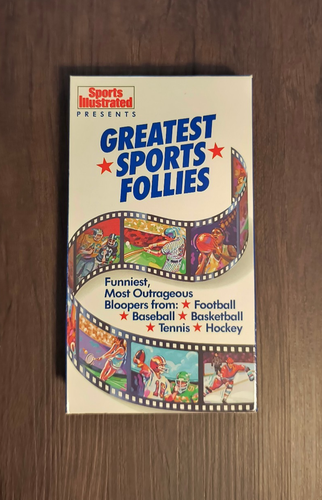 Sports
Illustrated
PRESENTS
GREATEST
★ SPORTS ★
FOLLIES
Funniest,
Most Outrageous
Bloopers from: ★ Football
★ Baseball ★ Basketball
★ Tennis ★ Hockey